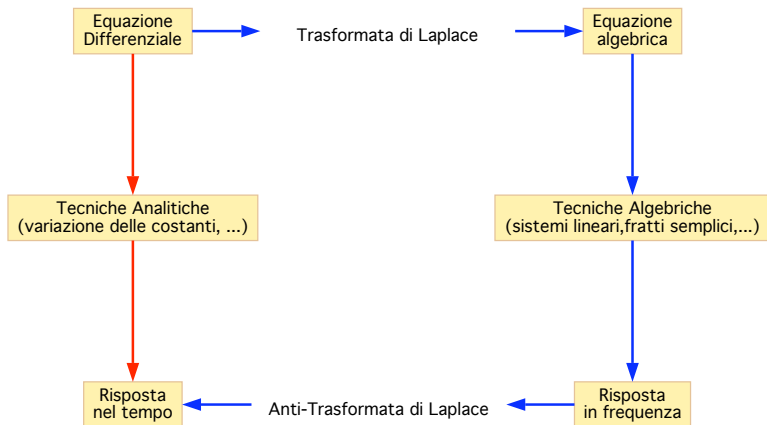 Equazione
Differenziale
Trasformata di Laplace
Equazione
algebrica
Tecniche Analitiche
(variazione delle costanti, ...)
Tecniche Algebriche
(sistemi lineari,fratti semplici,...)
Risposta
nel tempo
Anti-Trasformata di Laplace
Risposta
in frequenza